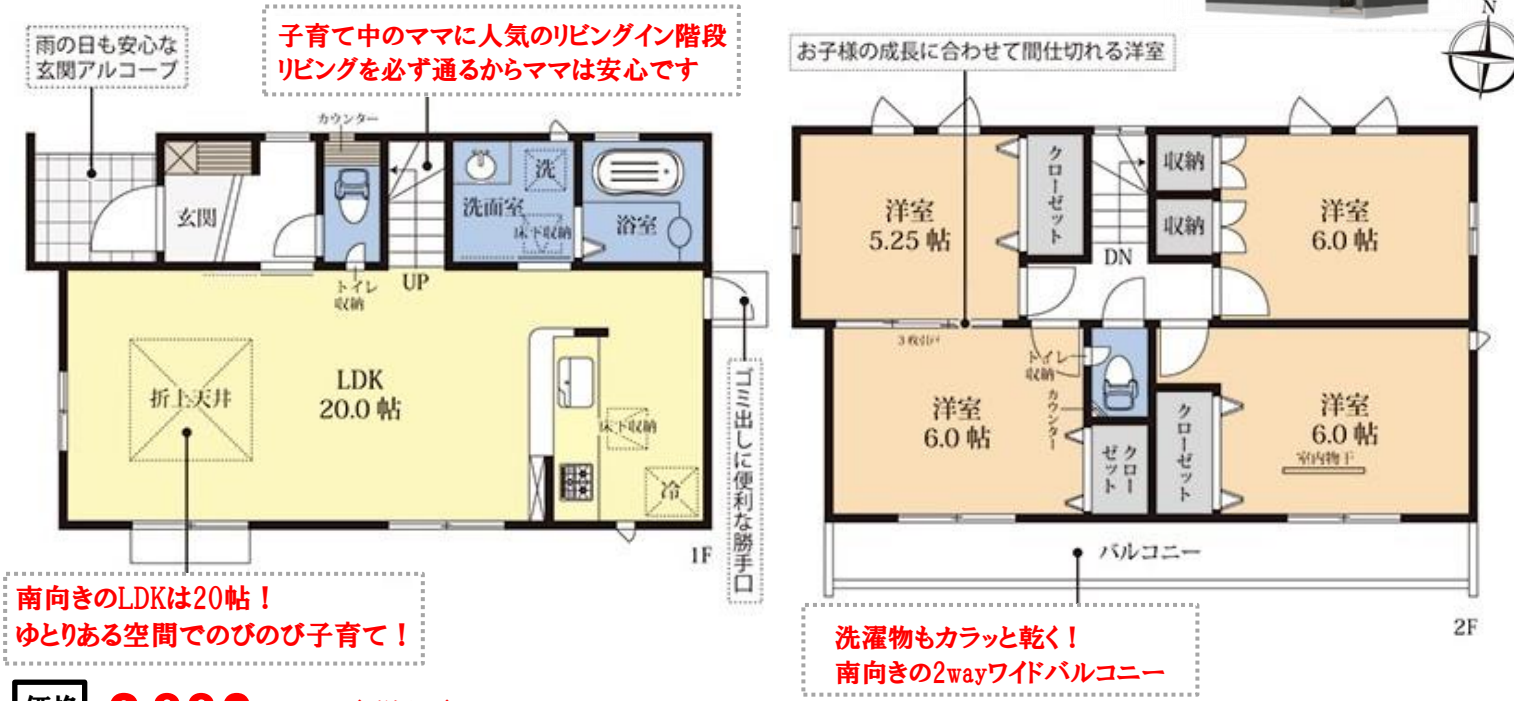 雨の日も安心な
玄関アルコーブ
子育て中のママに人気のリビングイン階段
リビングを必ず通るからママは安心です
カウンター
玄関
洗面室
洗
床下収納
浴室
トイレ
収納
UP
折上天井
LDK
20.0 帖
床下収納
冷
ゴミ出しに便利な勝手口
1F
南向きのLDKは20帖！
ゆとりある空間でのびのび子育て！
お子様の成長に合わせて間仕切れる洋室
N
洋室
5.25 帖
クローゼット
DN
収納
収納
洋室
6.0 帖
3枚引戸
洋室
6.0 帖
トイレ
収納
カウンター
クロー
ゼット
クローゼット
洋室
6.0 帖
室内物干
バルコニー
2F
洗濯物もカラッと乾く！
南向きの2wayワイドバルコニー